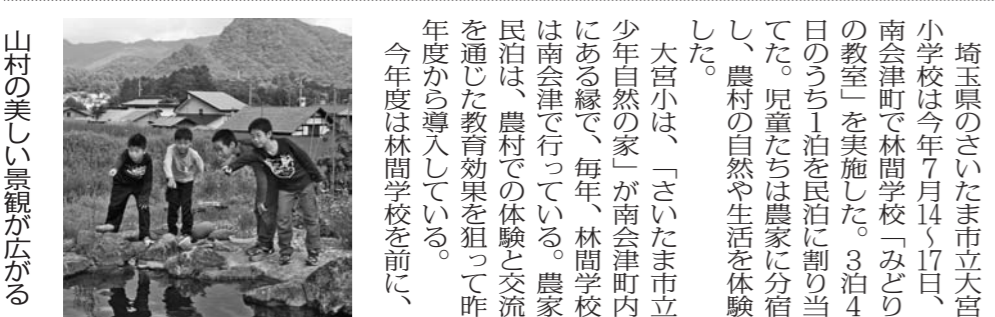 埼玉県のさいたま市立大宮
小学校は今年７月14〜17日、
南会津町で林間学校「みどり
の教室」を実施した。３泊４
日のうち１泊を民泊に割り当
てた。児童たちは農家に分宿
し、農村の自然や生活を体験
した。
大宮小は、「さいたま市立
少年自然の家」が南会津町内
にある縁で、毎年、林間学校
は南会津で行っている。農家
民泊は、農村での体験と交流
を通じた教育効果を狙って昨
年度から導入している。
今年度は林間学校を前に、
山村の美しい景観が広がる